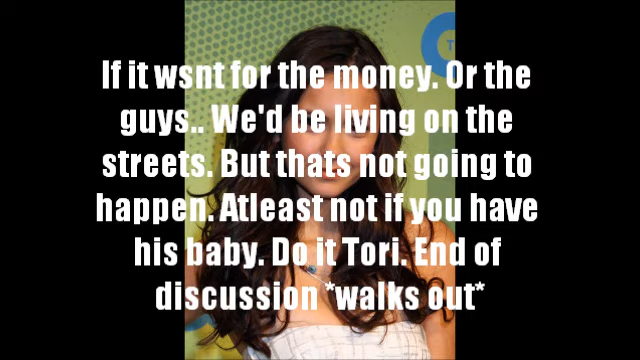 If it wsnt for the money. Or the
guys.. We'd be living on the
streets. But thats not going to
happen. Atleast not if you have
his baby. Do it Tori. End of
discussion *walks out*